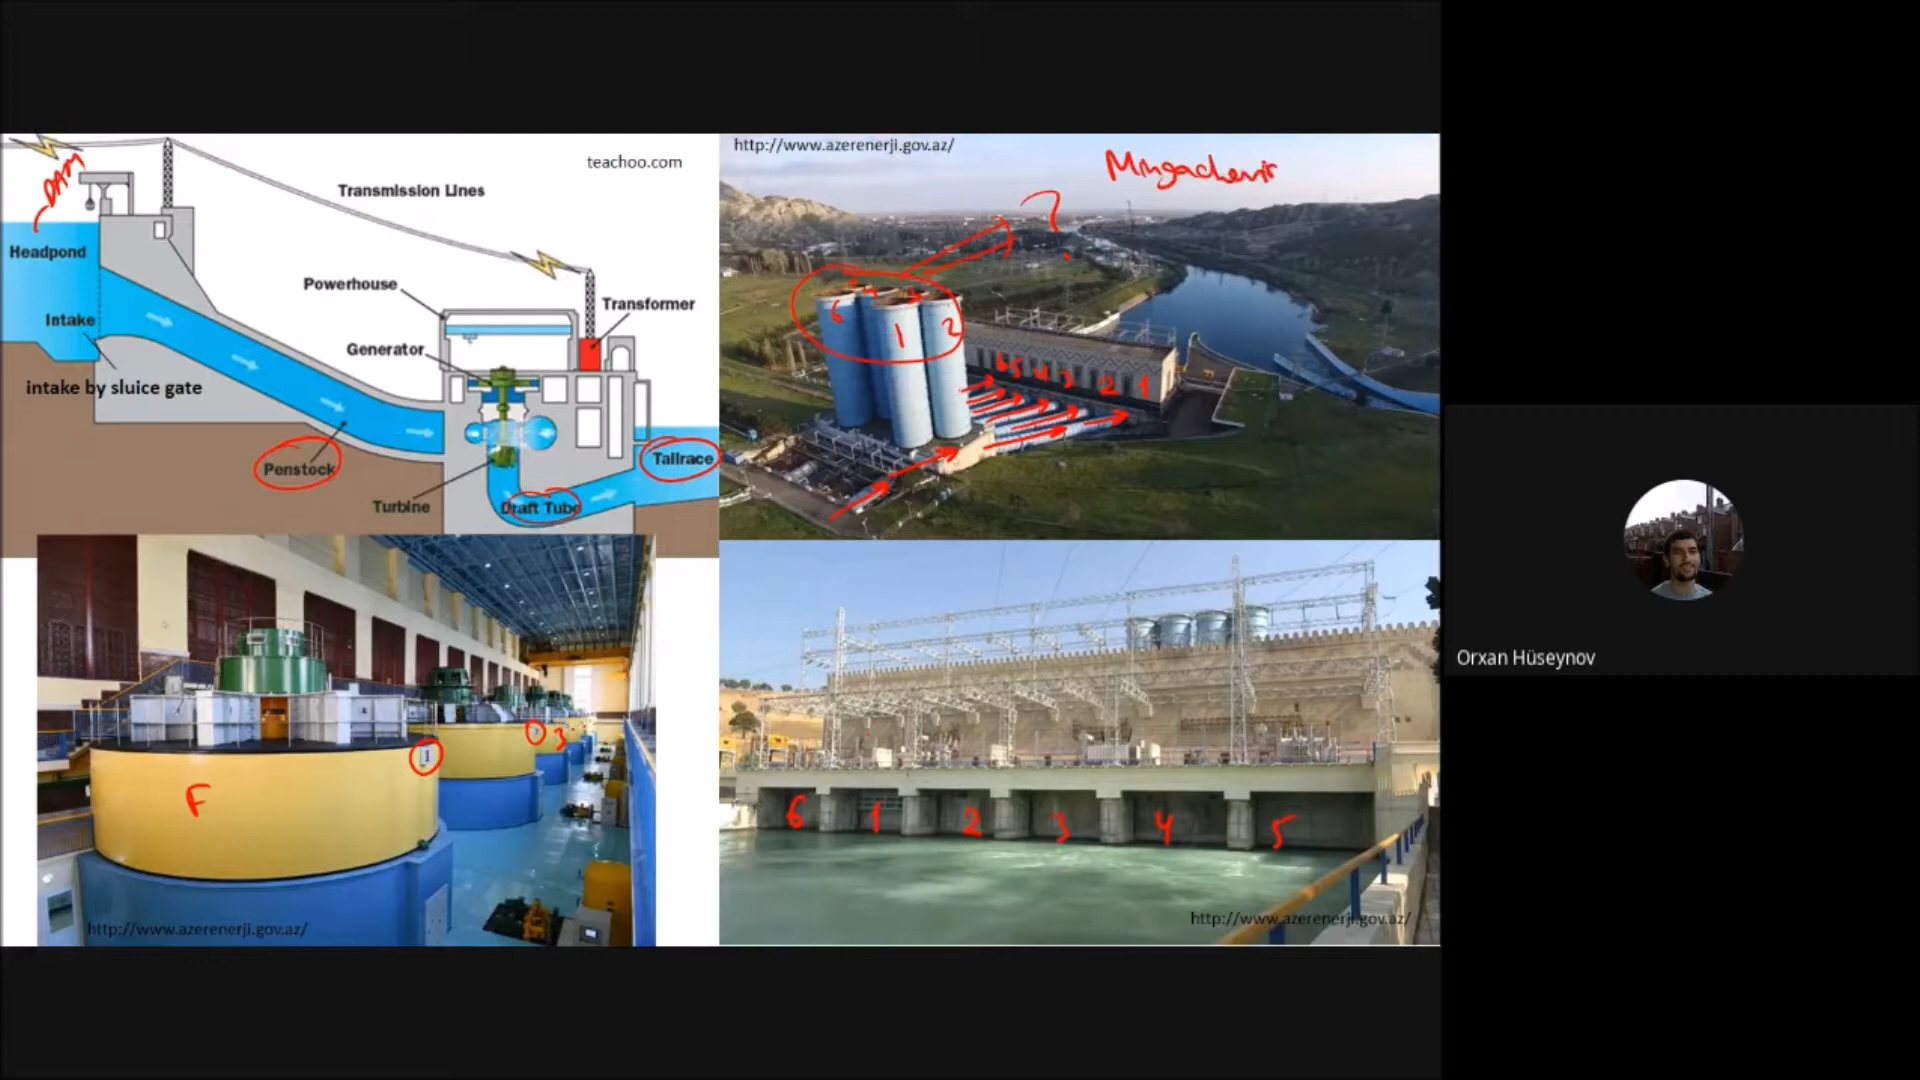 DAM
teachoo.com
Transmission Lines
Headpond
Powerhouse
Transformer
Intake
Generator
intake by sluice gate
Penstock
Tailrace
Turbine
Draft Tube
http://www.azerenerji.gov.az/
Mingachevir
?
6
1
2
6 5 4 3 2 1
1
3
F
http://www.azerenerji.gov.az/
6 1 2 3 4 5
http://www.azerenerji.gov.az/
Orxan Hüseynov